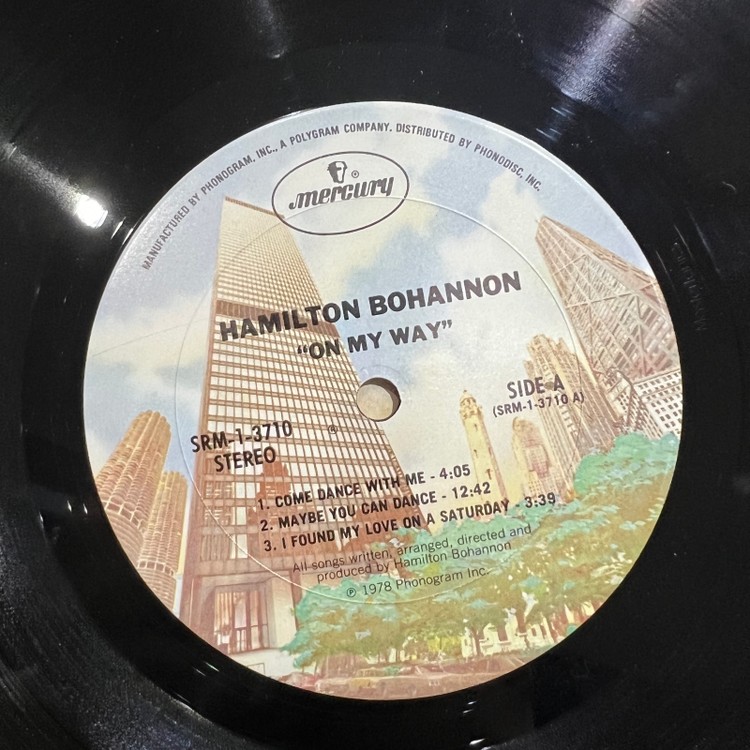 MANUFACTURED BY PHONOGRAM, INC., A POLYGRAM COMPANY. DISTRIBUTED BY PHONODISC, INC.
mercury ®
HAMILTON BOHANNON
"ON MY WAY"
SIDE A
(SRM-1-3710 A)
SRM-1-3710
STEREO
1. COME DANCE WITH ME - 4:05
2. MAYBE YOU CAN DANCE - 12:42
3. I FOUND MY LOVE ON A SATURDAY - 3:39
All songs written, arranged, directed and
produced by Hamilton Bohannon
℗ 1978 Phonogram Inc.